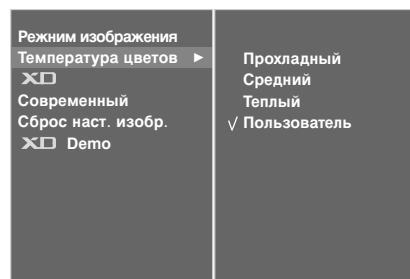 Режим изображения
Температура цветов ►
XD
Современный
Сброс наст. изобр.
XD Demo
Прохладный
Средний
Теплый
√ Пользователь